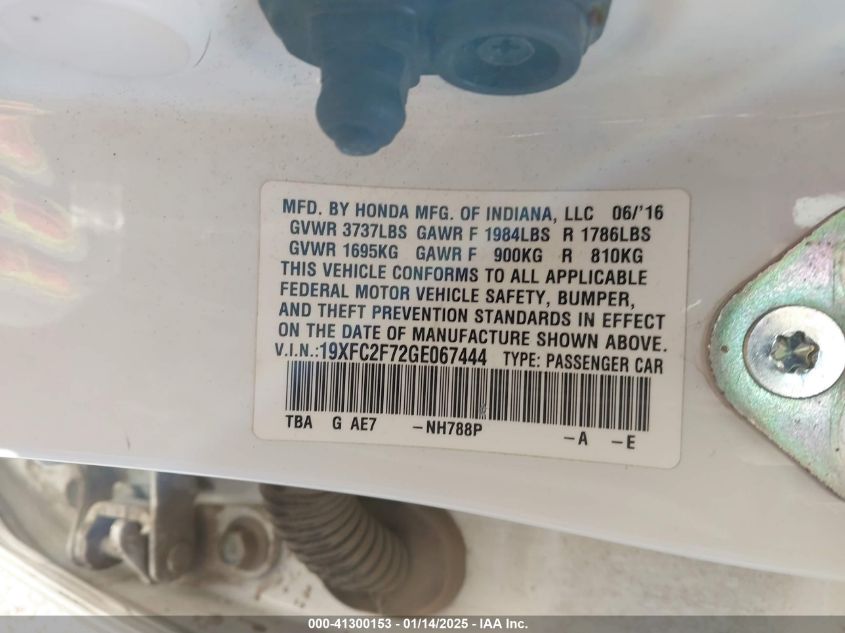 MFD. BY HONDA MFG. OF INDIANA, LLC 06/'16
GVWR 3737LBS GAWR F 1984LBS R 1786LBS
GVWR 1695KG GAWR F 900KG R 810KG
THIS VEHICLE CONFORMS TO ALL APPLICABLE
FEDERAL MOTOR VEHICLE SAFETY, BUMPER,
AND THEFT PREVENTION STANDARDS IN EFFECT
ON THE DATE OF MANUFACTURE SHOWN ABOVE.
V.I.N.:19XFC2F72GE067444 TYPE: PASSENGER CAR
TBA G AE7 -NH788P -A -E
000-41300153 - 01/14/2025 - IAA Inc.